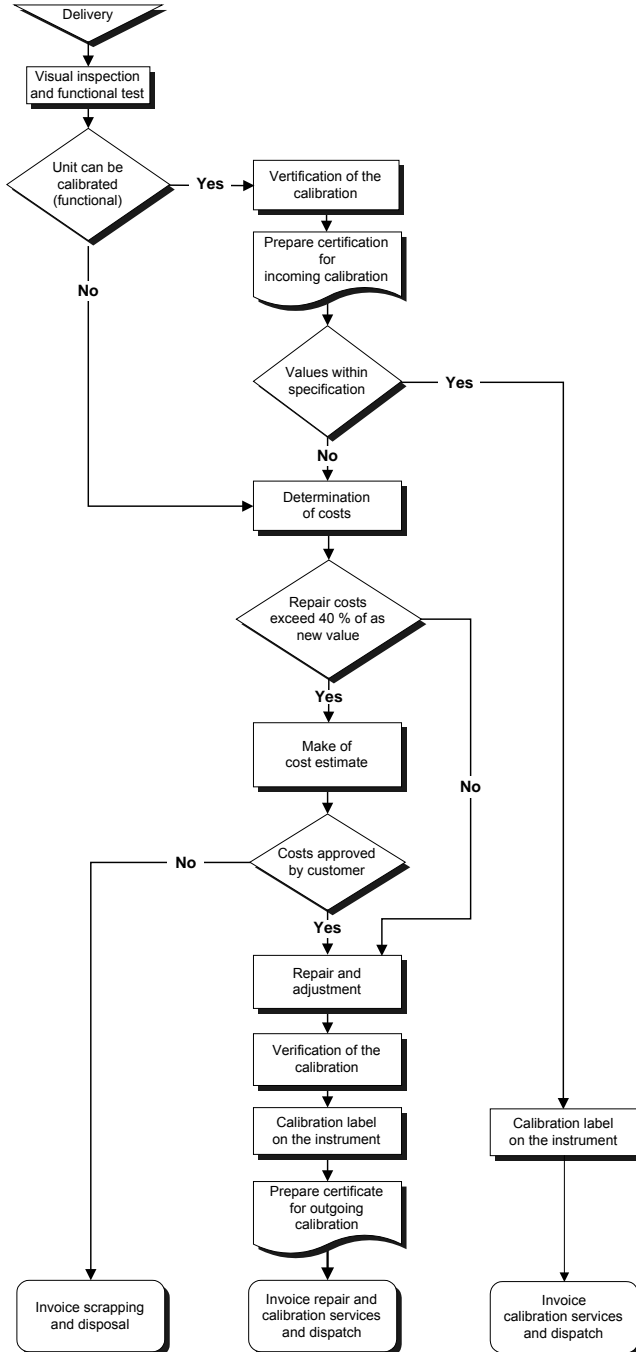 Delivery
Visual inspection
and functional test
Unit can be
calibrated
(functional)
Yes
Vertification of the
calibration
Prepare certification
for
incoming calibration
No
Values within
specification
Yes
No
Determination
of costs
Repair costs
exceed 40 % of as
new value
Yes
Make of
cost estimate
No
Costs approved
by customer
No
Yes
Repair and
adjustment
Verification of the
calibration
Calibration label
on the instrument
Calibration label
on the instrument
Prepare certificate
for outgoing
calibration
Invoice scrapping
and disposal
Invoice repair and
calibration services
and dispatch
Invoice
calibration services
and dispatch